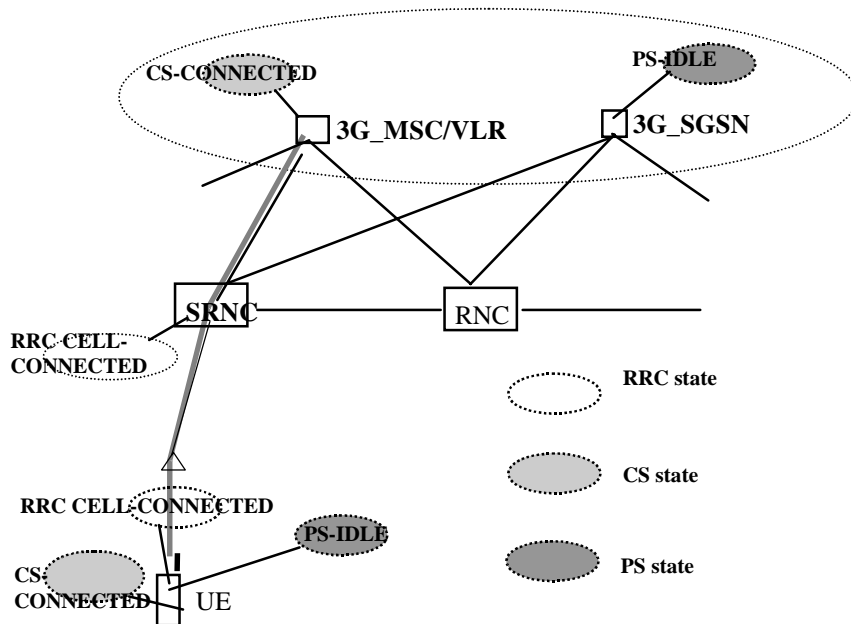 CS-CONNECTED
PS-IDLE
3G_MSC/VLR
3G_SGSN
SRNC
RNC
RRC CELL-
CONNECTED
RRC state
CS state
RRC CELL-CONNECTED
PS-IDLE
PS state
CS-
CONNECTED
UE